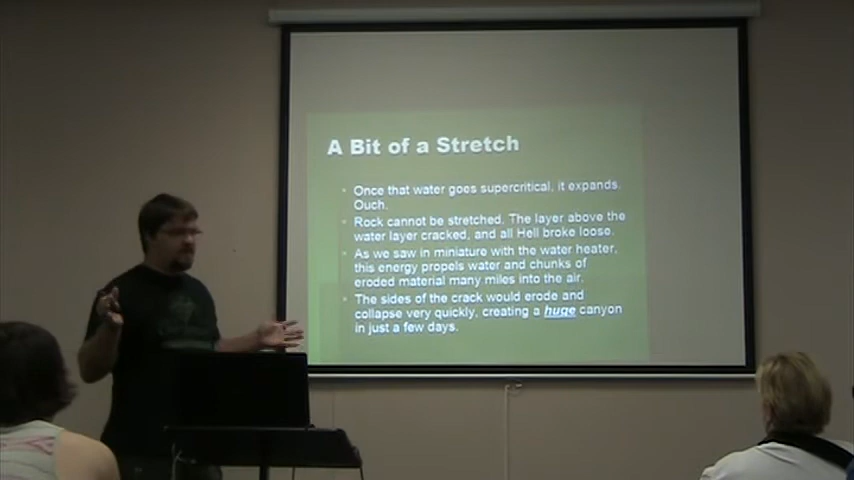 A Bit of a Stretch
Once that water goes supercritical, it expands.
Ouch.
Rock cannot be stretched. The layer above the
water layer cracked, and all Hell broke loose.
As we saw in miniature with the water heater,
this energy propels water and chunks of
eroded material many miles into the air.
The sides of the crack would erode and
collapse very quickly, creating a huge canyon
in just a few days.